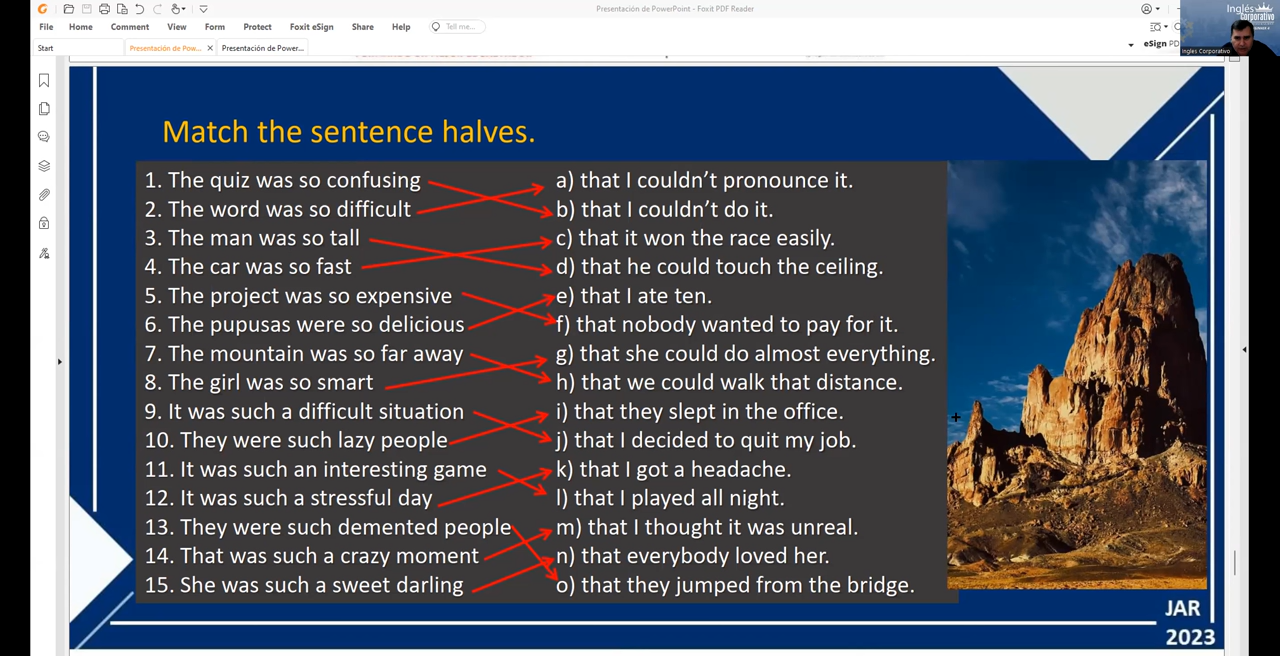 Presentación de PowerPoint - Foxit PDF Reader
File Home Comment View Form Protect Foxit eSign Share Help Tell me...
Start Presentación de Pow... Presentación de Power...
eSign PD
Inglés
Corporativo
Ingles Corporativo
Match the sentence halves.
1. The quiz was so confusing a) that I couldn't pronounce it.
2. The word was so difficult b) that I couldn't do it.
3. The man was so tall c) that it won the race easily.
4. The car was so fast d) that he could touch the ceiling.
5. The project was so expensive e) that I ate ten.
6. The pupusas were so delicious f) that nobody wanted to pay for it.
7. The mountain was so far away g) that she could do almost everything.
8. The girl was so smart h) that we could walk that distance.
9. It was such a difficult situation i) that they slept in the office.
10. They were such lazy people j) that I decided to quit my job.
11. It was such an interesting game k) that I got a headache.
12. It was such a stressful day l) that I played all night.
13. They were such demented people m) that I thought it was unreal.
14. That was such a crazy moment n) that everybody loved her.
15. She was such a sweet darling o) that they jumped from the bridge.
JAR
2023